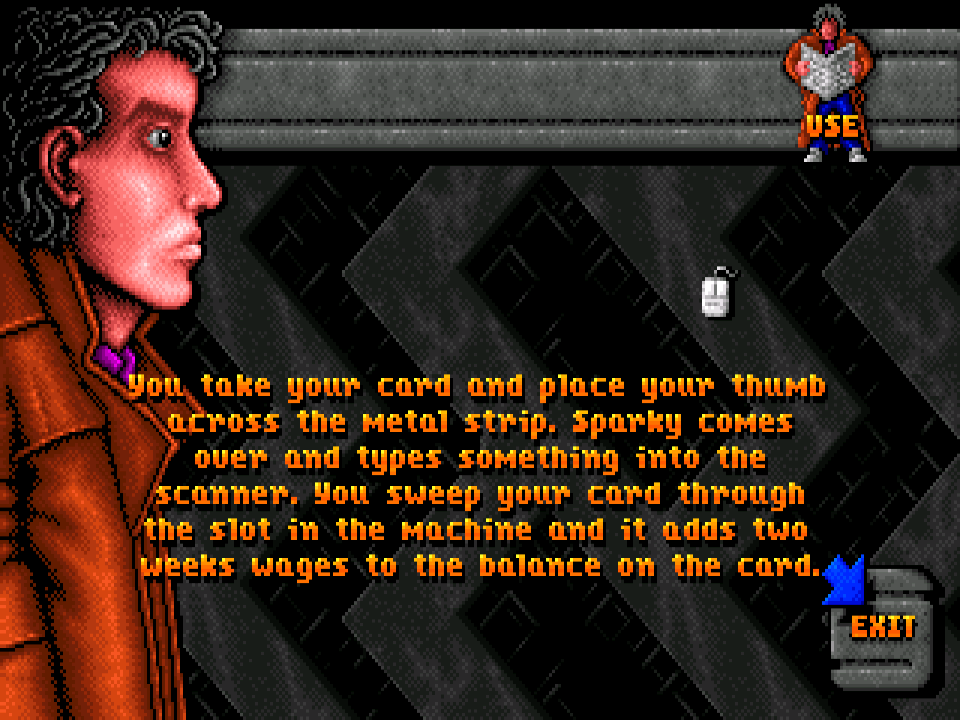 USE
You take your card and place your thumb
across the metal strip. Sparky comes
over and types something into the
scanner. You sweep your card through
the slot in the machine and it adds two
weeks wages to the balance on the card.
EXIT